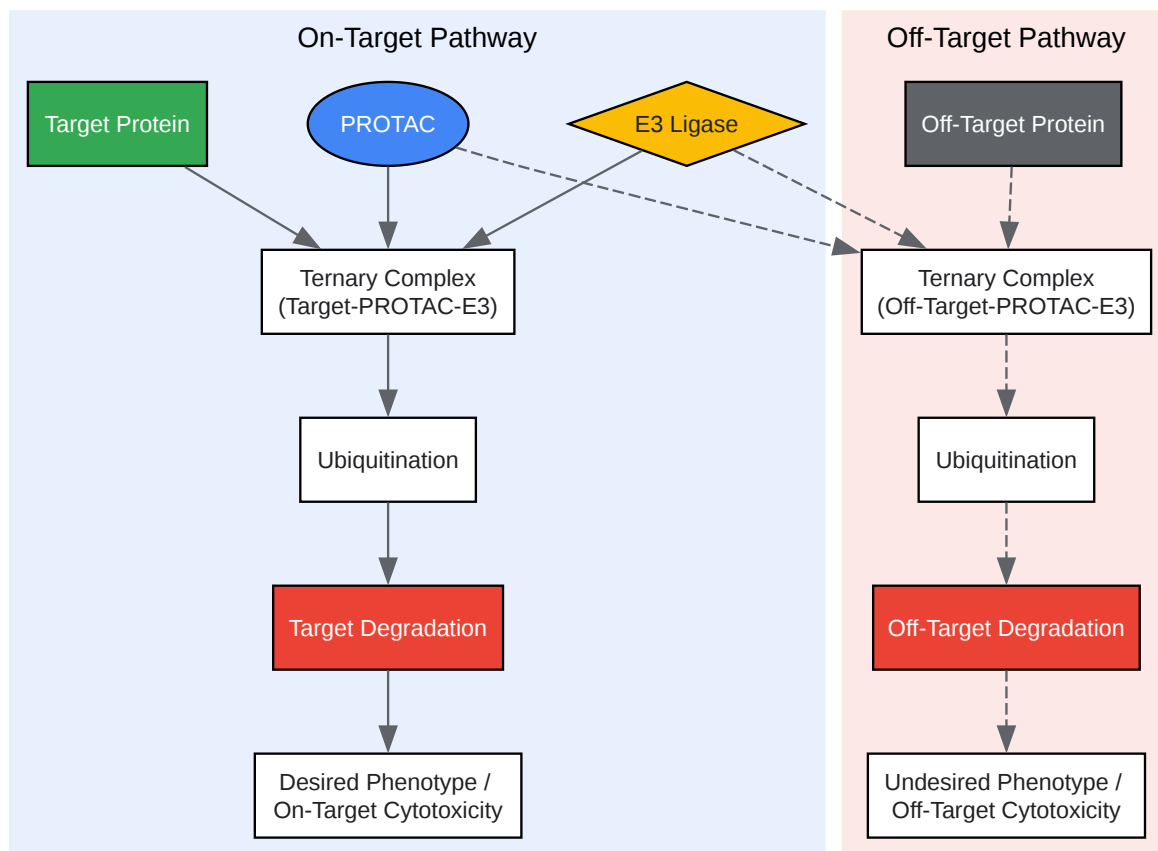 On-Target Pathway
Off-Target Pathway
Target Protein
PROTAC
E3 Ligase
Off-Target Protein
Ternary Complex
(Target-PROTAC-E3)
Ternary Complex
(Off-Target-PROTAC-E3)
Ubiquitination
Ubiquitination
Target Degradation
Off-Target Degradation
Desired Phenotype /
On-Target Cytotoxicity
Undesired Phenotype /
Off-Target Cytotoxicity